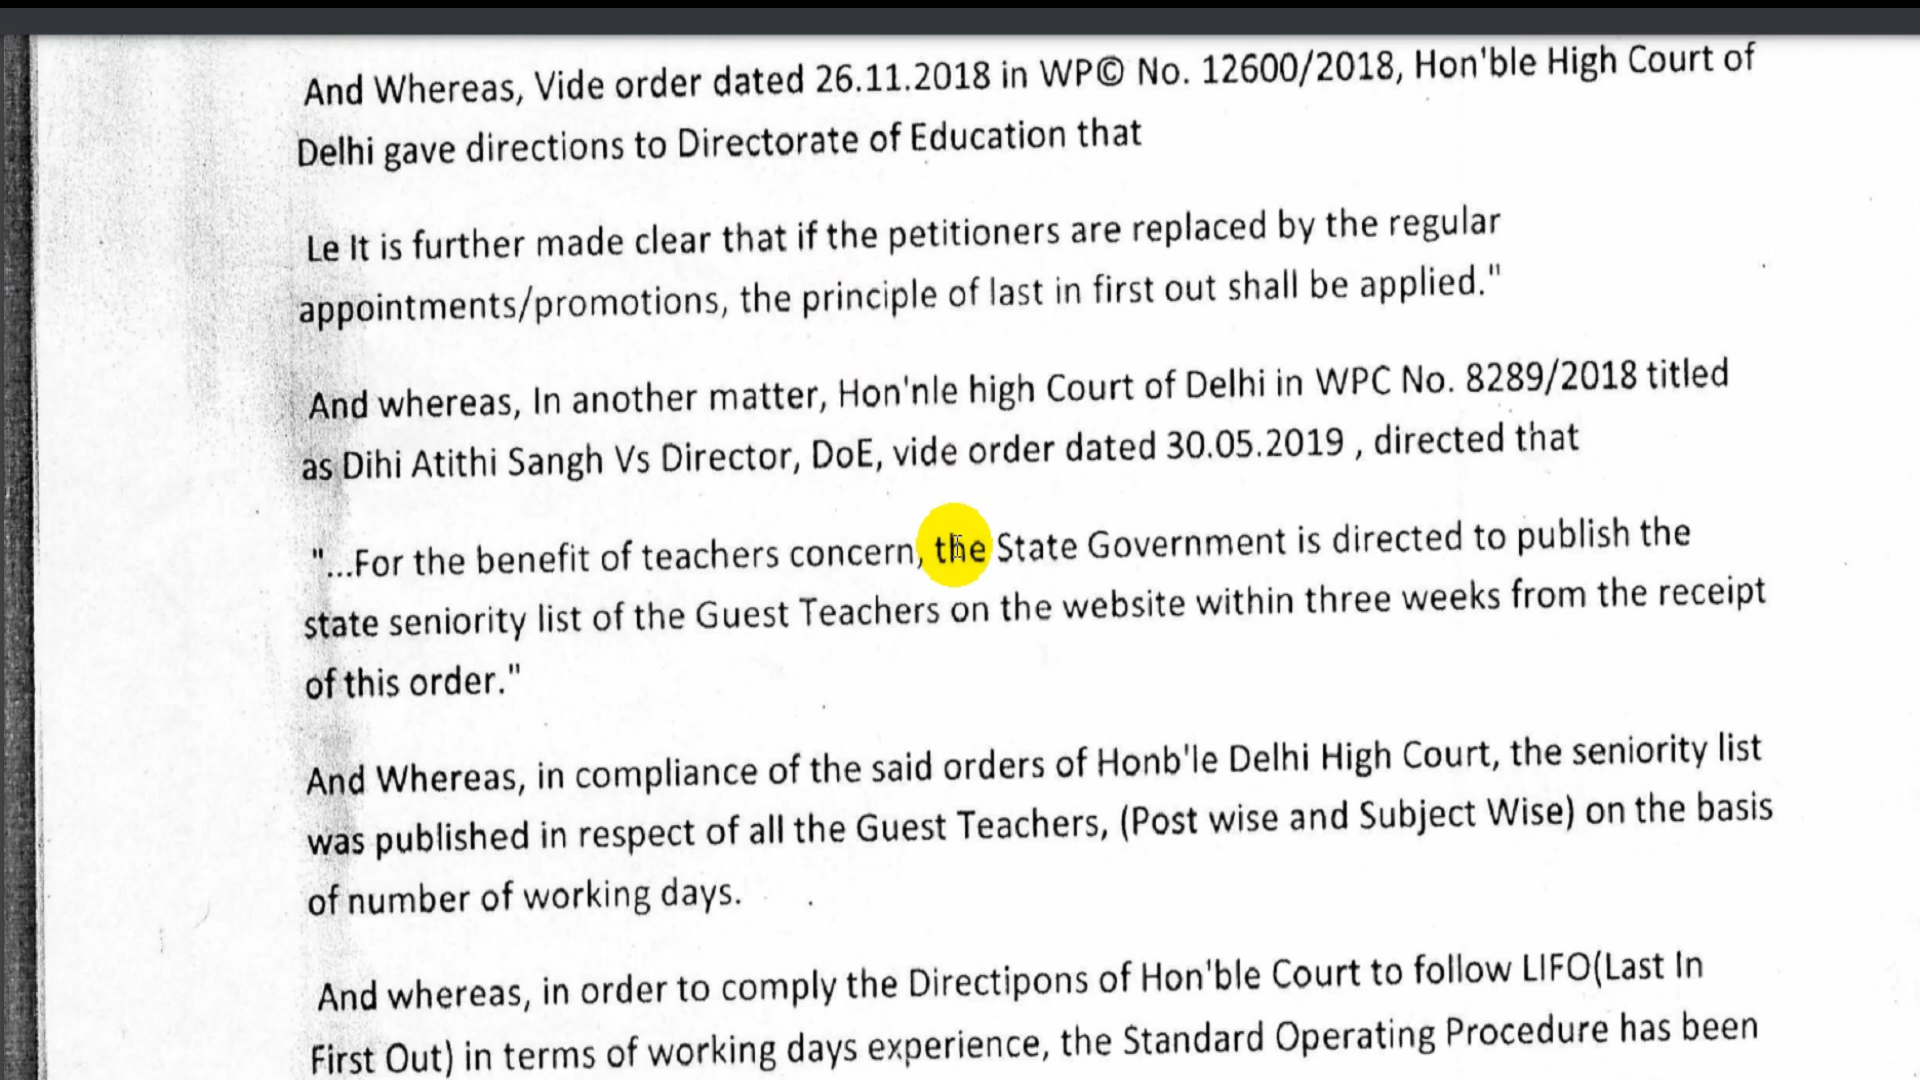 And Whereas, Vide order dated 26.11.2018 in WP© No. 12600/2018, Hon'ble High Court of
Delhi gave directions to Directorate of Education that
Le It is further made clear that if the petitioners are replaced by the regular
appointments/promotions, the principle of last in first out shall be applied."
And whereas, In another matter, Hon'nle high Court of Delhi in WPC No. 8289/2018 titled
as Dihi Atithi Sangh Vs Director, DoE, vide order dated 30.05.2019 , directed that
"...For the benefit of teachers concern, the State Government is directed to publish the
state seniority list of the Guest Teachers on the website within three weeks from the receipt
of this order."
And Whereas, in compliance of the said orders of Honb'le Delhi High Court, the seniority list
was published in respect of all the Guest Teachers, (Post wise and Subject Wise) on the basis
of number of working days.
And whereas, in order to comply the Directipons of Hon'ble Court to follow LIFO(Last In
First Out) in terms of working days experience, the Standard Operating Procedure has been